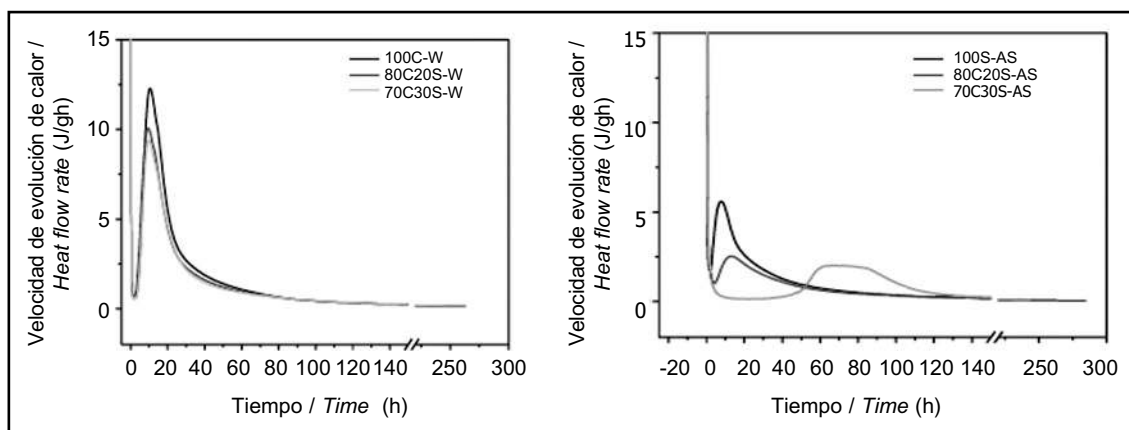 Velocidad de evolución de calor /
Heat flow rate (J/gh)
15
10
5
0
100C-W
80C20S-W
70C30S-W
0 20 40 60 80 100 120 140 250 300
Tiempo / Time (h)
Velocidad de evolución de calor /
Heat flow rate (J/gh)
15
10
5
0
100S-AS
80C20S-AS
70C30S-AS
-20 0 20 40 60 80 100 120 140 250 300
Tiempo / Time (h)